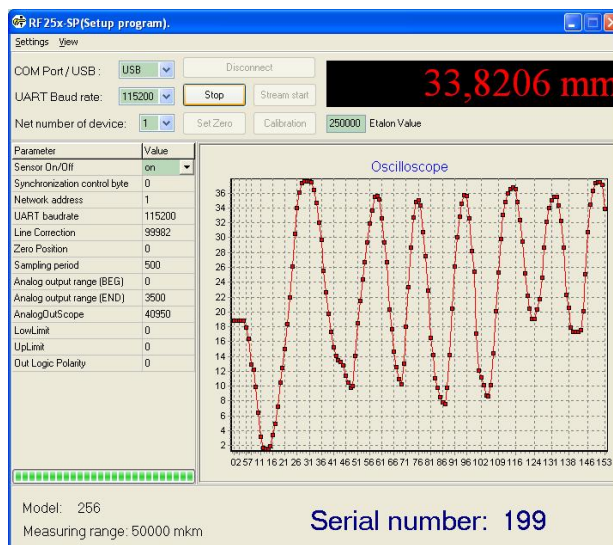 RF25x-SP(Setup program).
Settings View
COM Port / USB : USB Disconnect
UART Baud rate: 115200 Stop Stream start
33,8206 mm
Net number of device: 1 Set Zero Calibration 250000 Etalon Value
Parameter Value
Sensor On/Off on
Synchronization control byte 0
Network address 1
UART baudrate 115200
Line Correction 99982
Zero Position 0
Sampling period 500
Analog output range (BEG) 0
Analog output range (END) 3500
AnalogOutScope 40950
LowLimit 0
UpLimit 0
Out Logic Polarity 0
Oscilloscope
36
34
32
30
28
26
24
22
20
18
16
14
12
10
8
6
4
2
02 57 11 16 21 26 31 36 41 46 51 56 61 66 71 76 81 86 91 96 102 109 116 124 131 138 146 153
Model: 256
Measuring range: 50000 mkm
Serial number: 199